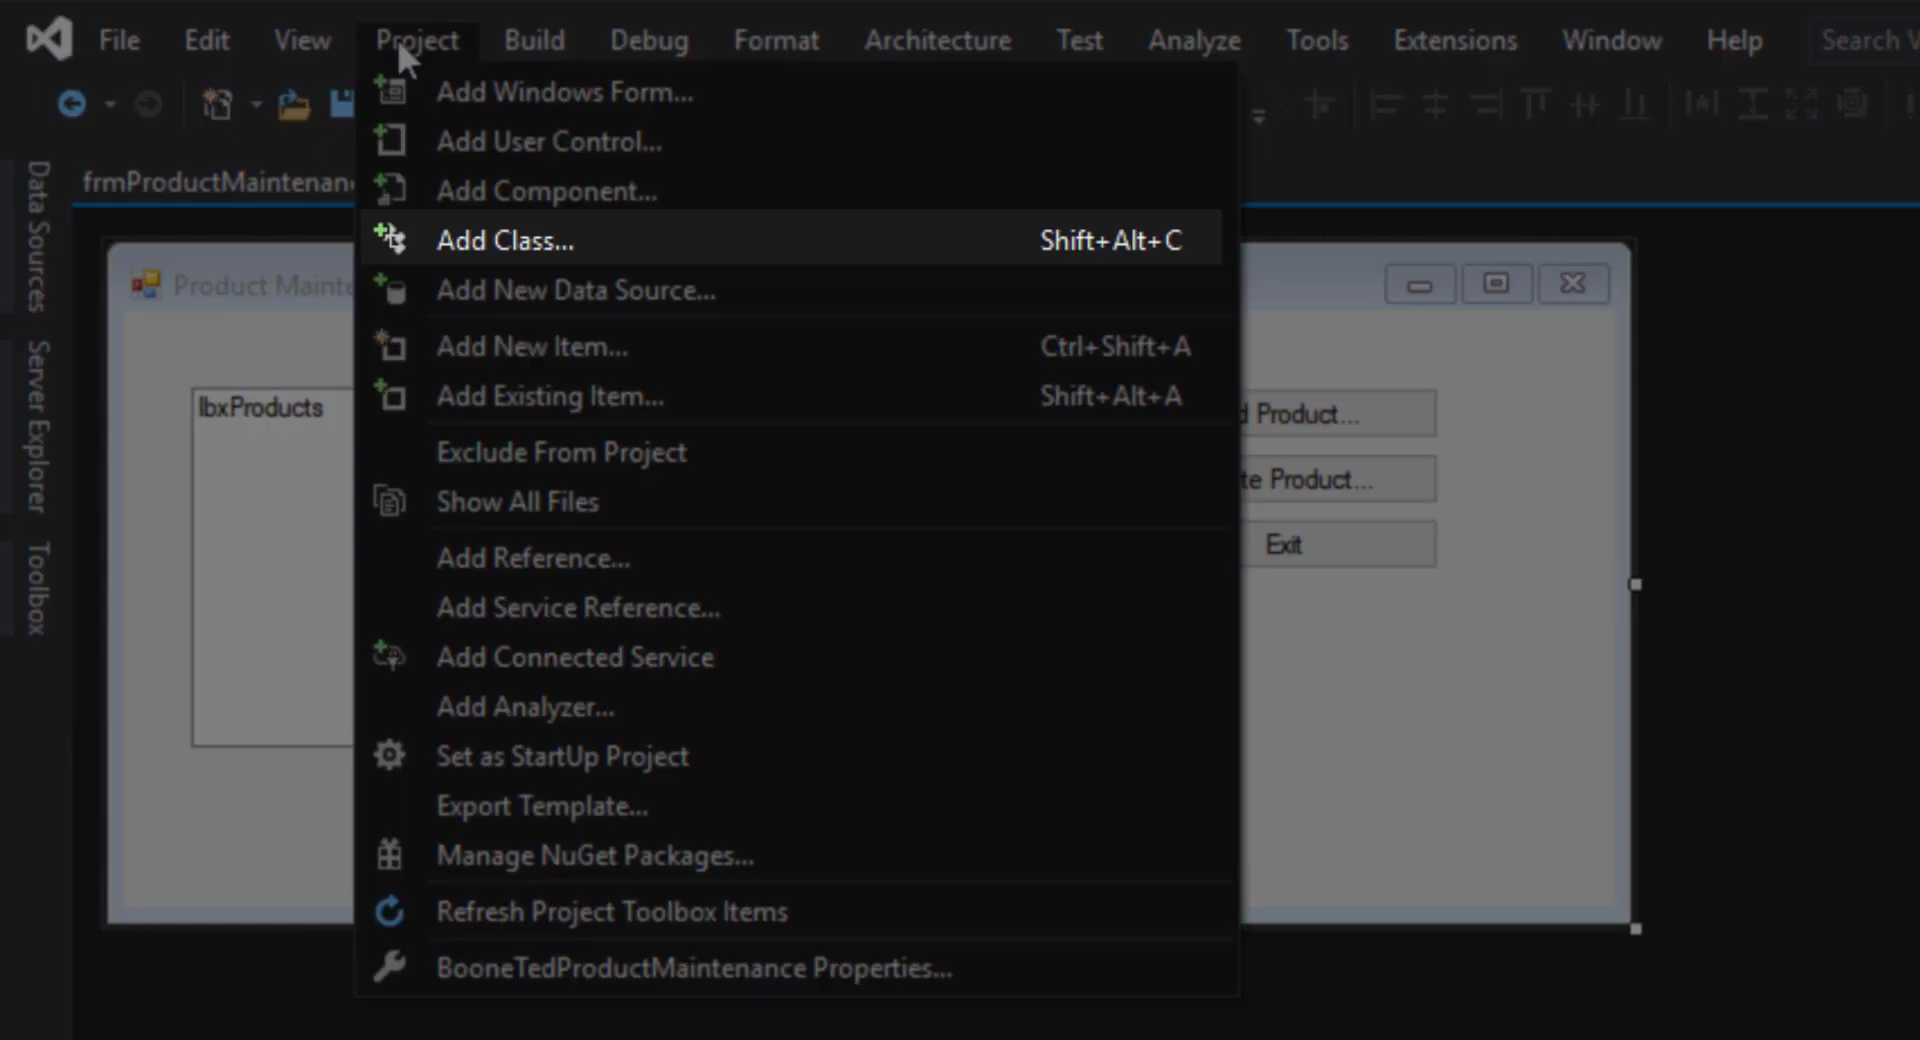 File Edit View Project Build Debug Format Architecture Test Analyze Tools Extensions Window Help Search
frmProductMaintenan
Data Sources
Server Explorer
Toolbox
Product Mainte
lbxProducts
Add Windows Form...
Add User Control...
Add Component...
Add Class... Shift+Alt+C
Add New Data Source...
Add New Item... Ctrl+Shift+A
Add Existing Item... Shift+Alt+A
Exclude From Project
Show All Files
Add Reference...
Add Service Reference...
Add Connected Service
Add Analyzer...
Set as StartUp Project
Export Template...
Manage NuGet Packages...
Refresh Project Toolbox Items
BooneTedProductMaintenance Properties...
d Product...
te Product...
Exit